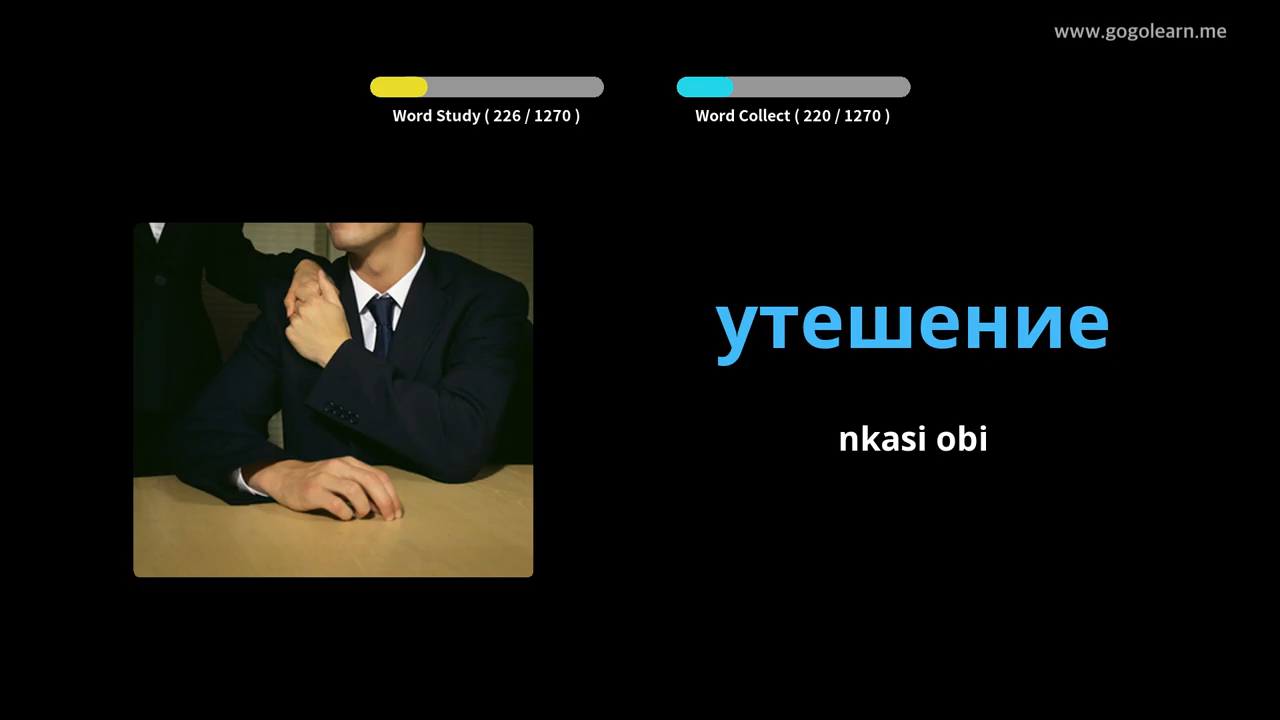 www.gogolearn.me
Word Study ( 226 / 1270 )
Word Collect ( 220 / 1270 )
утешение
nkasi obi